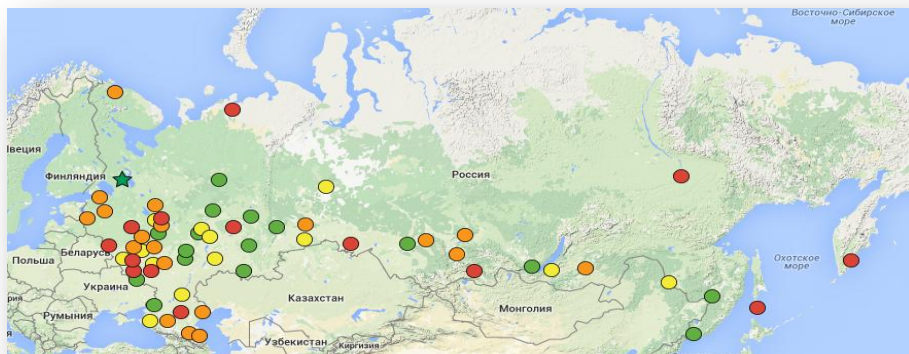 Восточно-Сибирское
море
Швеция
Финляндия
Россия
Охотское
море
Польша
Беларусь
Украина
Казахстан
Монголия
Румыния
Узбекистан
Киргизия